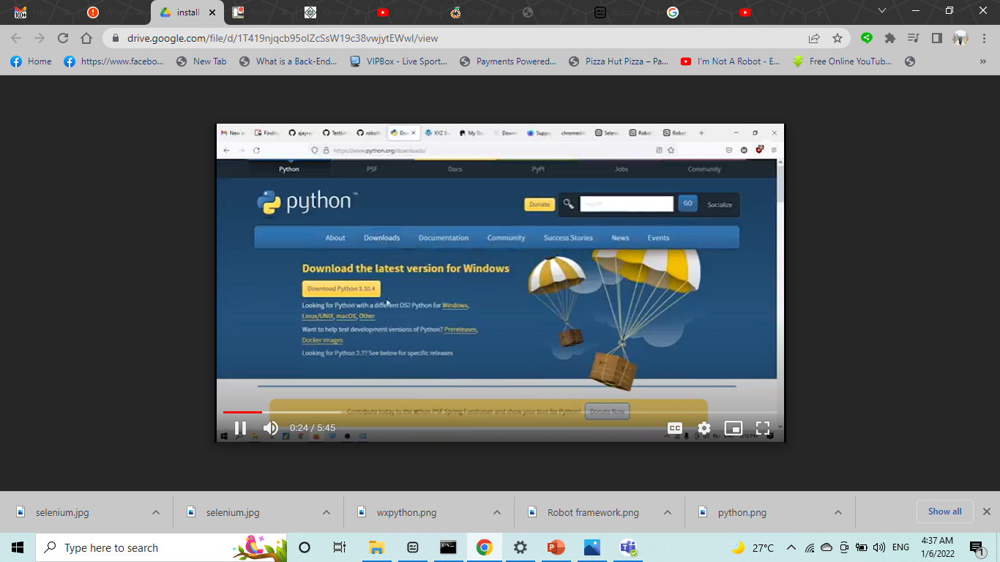 install
drive.google.com/file/d/1T419njqcb95olZcSsW19c38vwjytEWwI/view
Home
https://www.facebo...
New Tab
What is a Back-End...
VIPBox - Live Sport...
Payments Powered...
Pizza Hut Pizza – Pa...
I'm Not A Robot - E...
Free Online YouTub...
»
https://www.python.org/downloads/
Python
PSF
Docs
PyPI
Jobs
Community
python™
Donate
GO
Socialize
About
Downloads
Documentation
Community
Success Stories
News
Events
Download the latest version for Windows
Download Python 3.10.4
Looking for Python with a different OS? Python for Windows,
Linux/UNIX, macOS, Other
Want to help test development versions of Python? Prereleases,
Docker images
Looking for Python 2.7? See below for specific releases
Contribute today to the PSF Spring Fundraiser and show your love for Python!
Donate Now
0:24 / 5:45
CC
selenium.jpg
selenium.jpg
wxpython.png
Robot framework.png
python.png
Show all
Type here to search
27°C
ENG
4:37 AM
1/6/2022
1